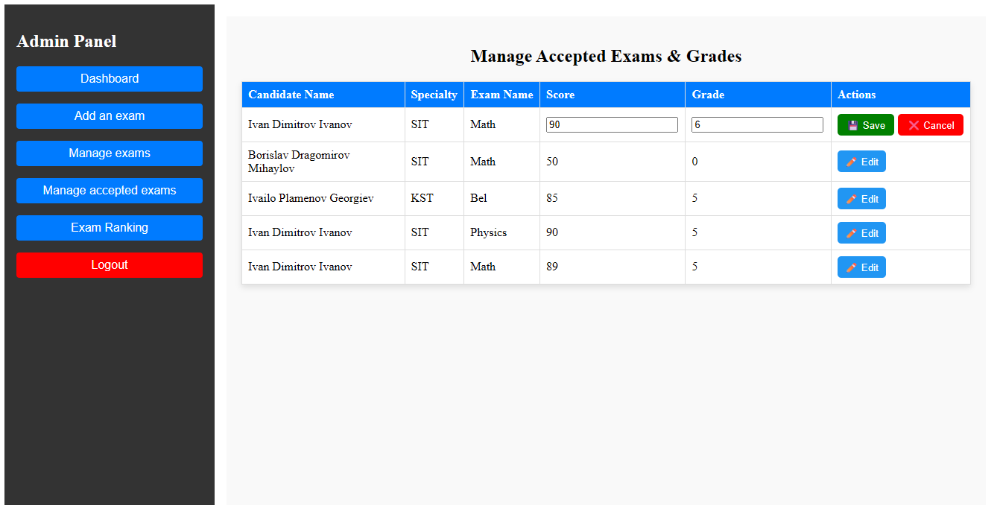 Admin Panel
Dashboard
Add an exam
Manage exams
Manage accepted exams
Exam Ranking
Logout
Manage Accepted Exams & Grades
Candidate Name Specialty Exam Name Score Grade Actions
Ivan Dimitrov Ivanov SIT Math 90 6 💾 Save ❌ Cancel
Borislav Dragomirov
Mihaylov SIT Math 50 0 Edit
Ivailo Plamenov Georgiev KST Bel 85 5 Edit
Ivan Dimitrov Ivanov SIT Physics 90 5 Edit
Ivan Dimitrov Ivanov SIT Math 89 5 Edit